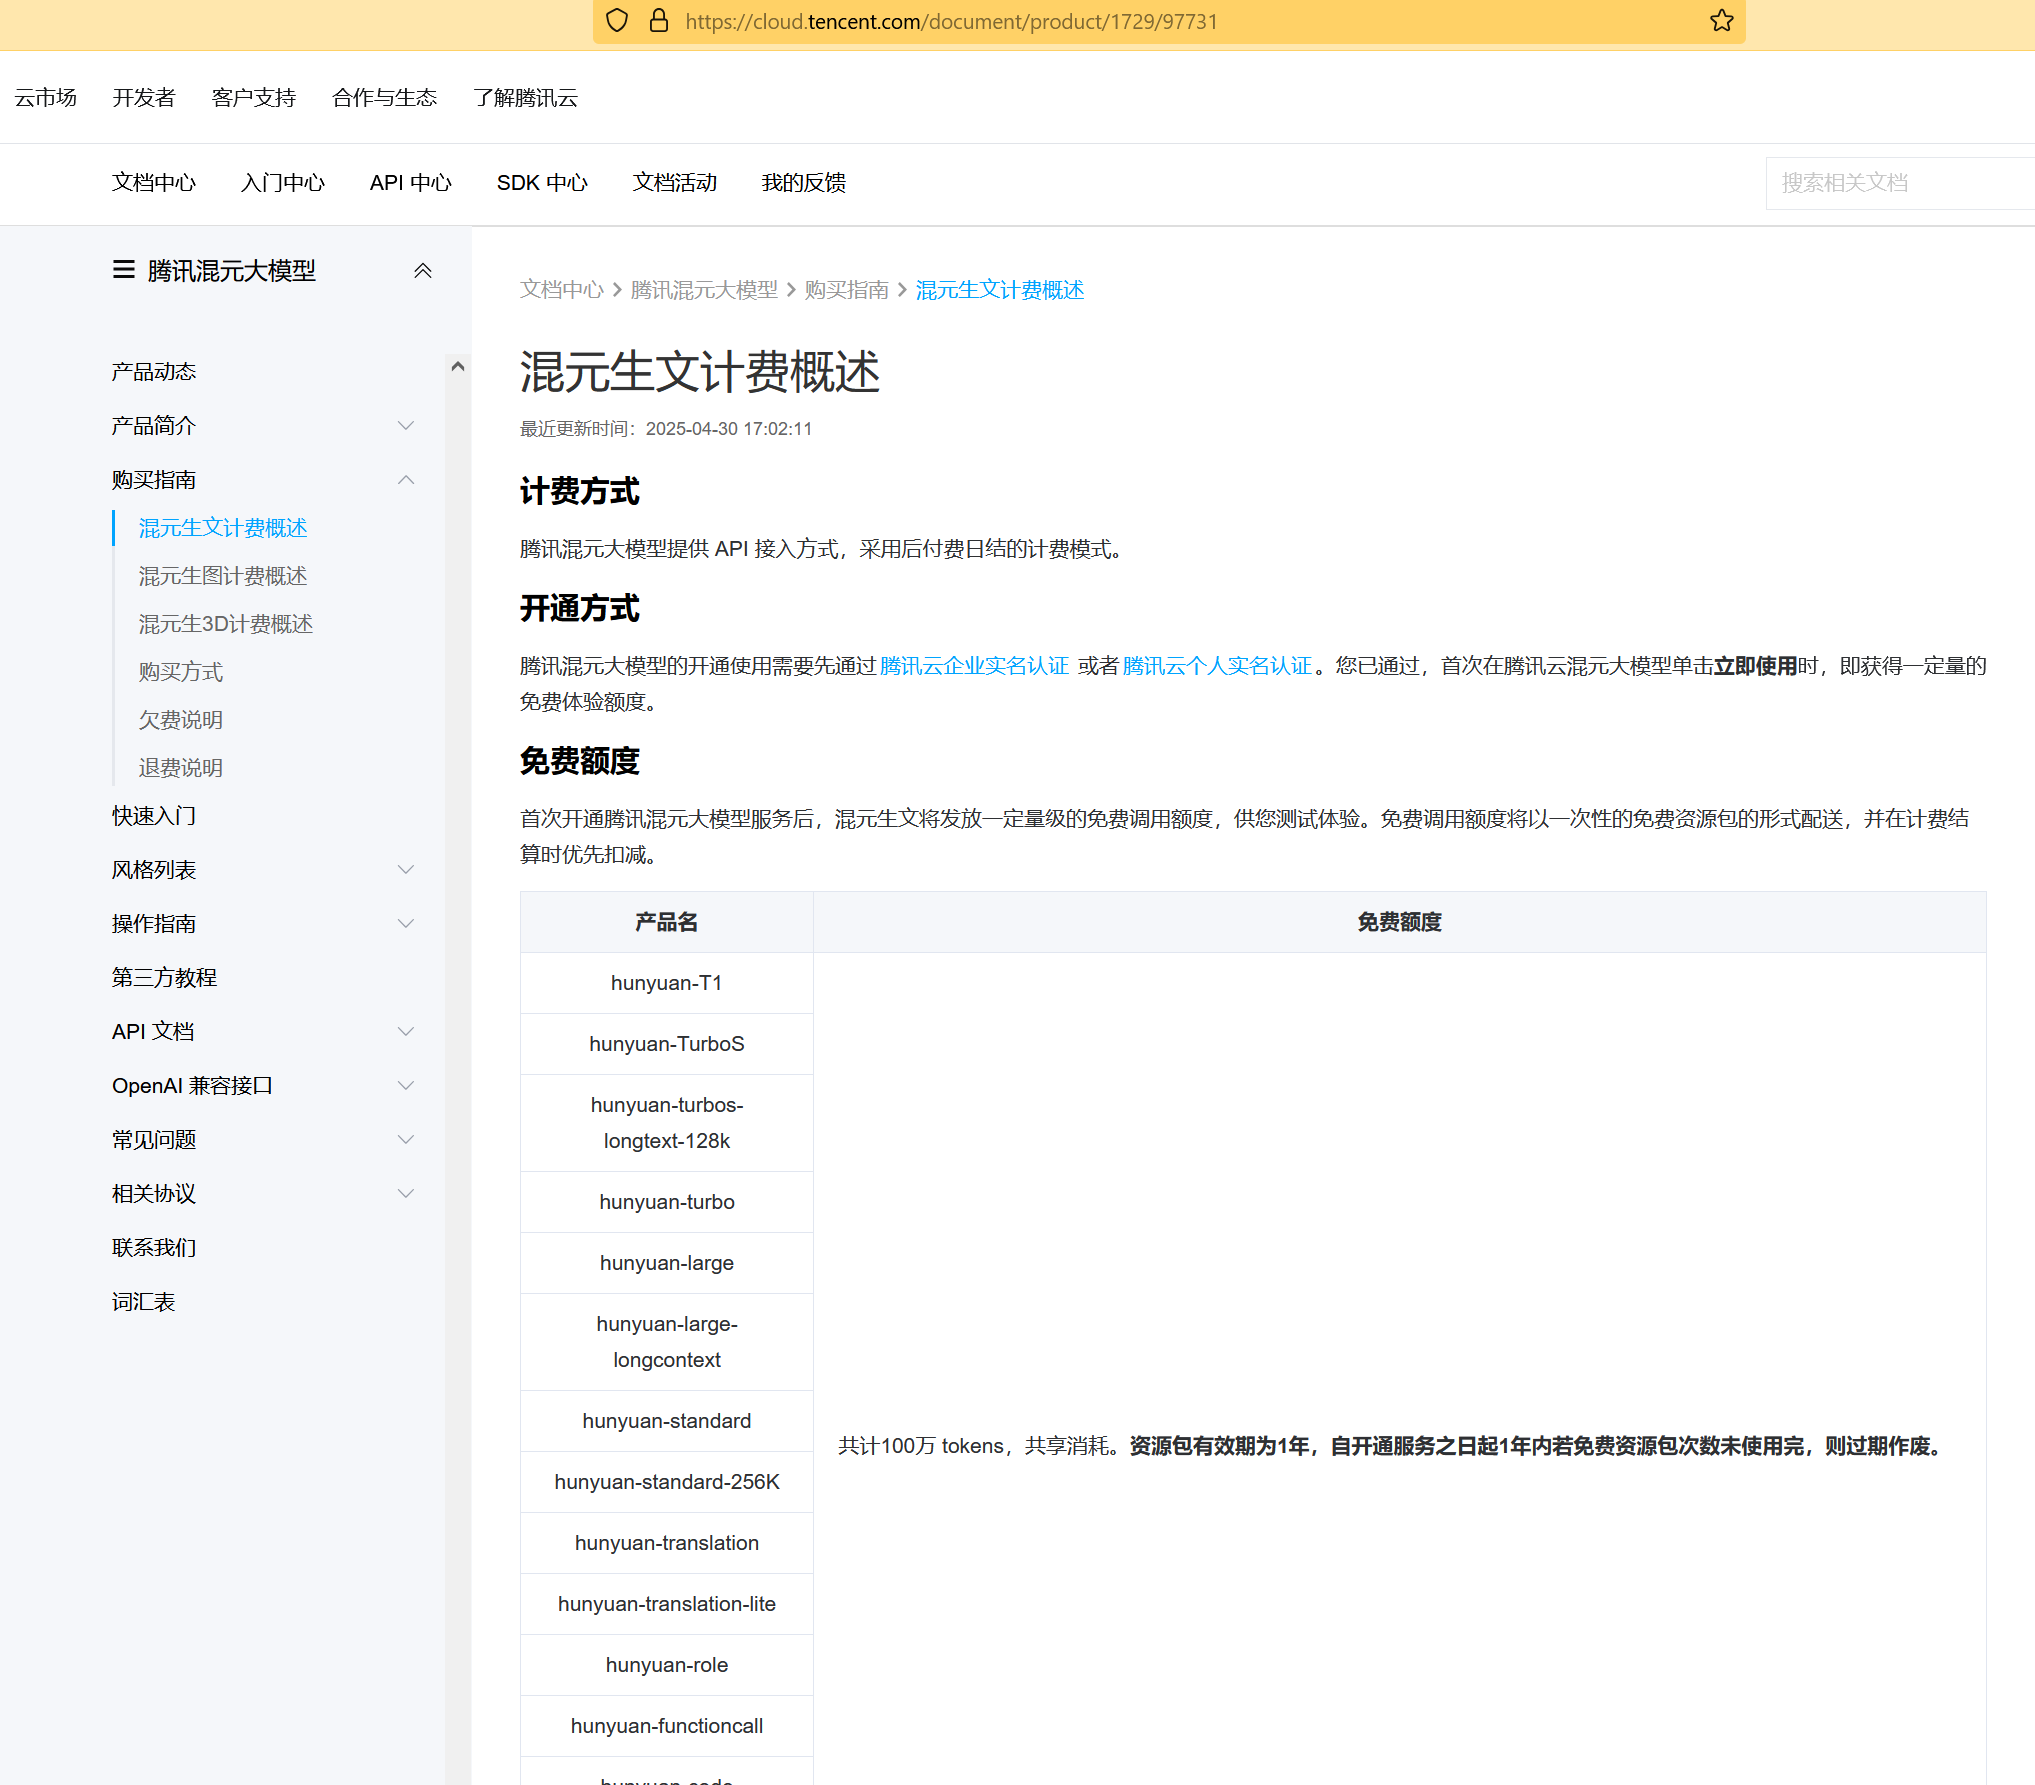 https://cloud.tencent.com/document/product/1729/97731
云市场 开发者 客户支持 合作与生态 了解腾讯云
文档中心 入门中心 API 中心 SDK 中心 文档活动 我的反馈
搜索相关文档
腾讯混元大模型
产品动态
产品简介
购买指南
混元生文计费概述
混元生图计费概述
混元生3D计费概述
购买方式
欠费说明
退费说明
快速入门
风格列表
操作指南
第三方教程
API 文档
OpenAI 兼容接口
常见问题
相关协议
联系我们
词汇表
文档中心 > 腾讯混元大模型 > 购买指南 > 混元生文计费概述
混元生文计费概述
最近更新时间：2025-04-30 17:02:11
计费方式
腾讯混元大模型提供 API 接入方式，采用后付费日结的计费模式。
开通方式
腾讯混元大模型的开通使用需要先通过腾讯云企业实名认证 或者腾讯云个人实名认证。您已通过，首次在腾讯云混元大模型单击立即使用时，即获得一定量的
免费体验额度。
免费额度
首次开通腾讯混元大模型服务后，混元生文将发放一定量级的免费调用额度，供您测试体验。免费调用额度将以一次性的免费资源包的形式配送，并在计费结
算时优先扣减。
产品名 免费额度
hunyuan-T1
hunyuan-TurboS
hunyuan-turbos-
longtext-128k
hunyuan-turbo
hunyuan-large
hunyuan-large-
longcontext
hunyuan-standard
共计100万 tokens，共享消耗。资源包有效期为1年，自开通服务之日起1年内若免费资源包次数未使用完，则过期作废。
hunyuan-standard-256K
hunyuan-translation
hunyuan-translation-lite
hunyuan-role
hunyuan-functioncall